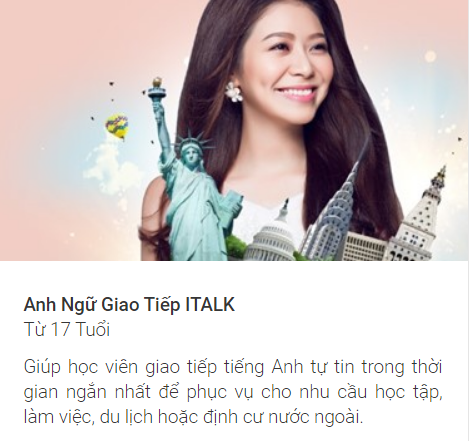 Anh Ngữ Giao Tiếp ITALK
Từ 17 Tuổi
Giúp học viên giao tiếp tiếng Anh tự tin trong thời
gian ngắn nhất để phục vụ cho nhu cầu học tập,
làm việc, du lịch hoặc định cư nước ngoài.